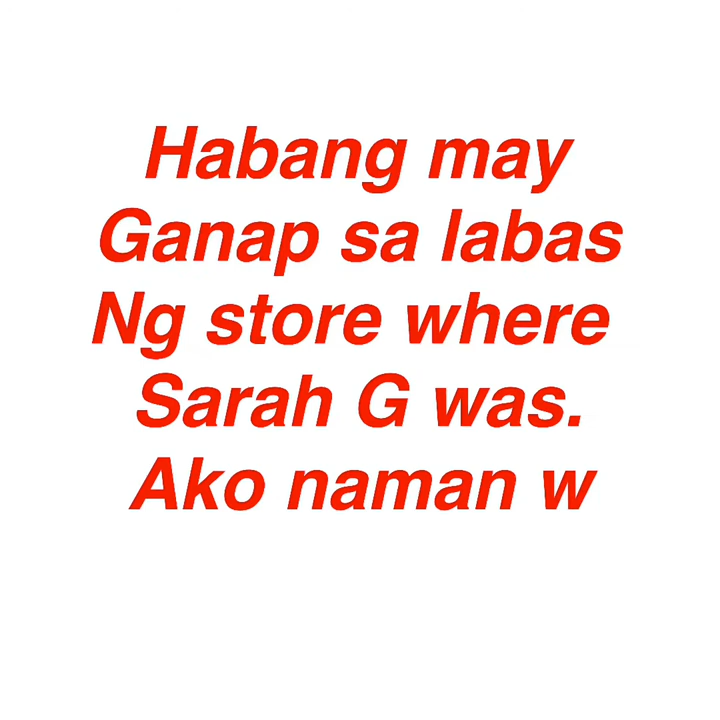 Habang may
Ganap sa labas
Ng store where
Sarah G was.
Ako naman w